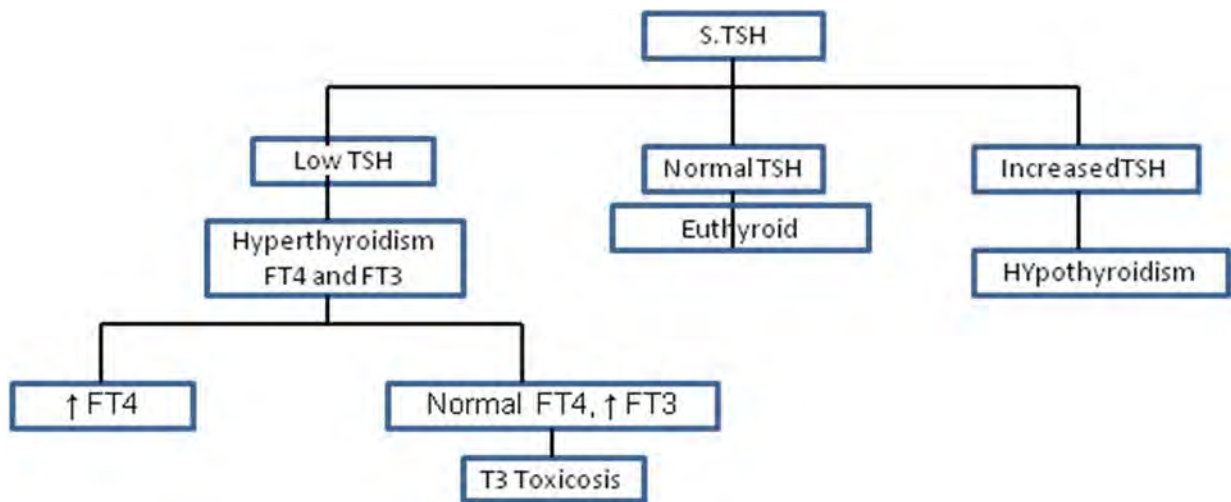 S.TSH
Low TSH
Normal TSH
IncreasedTSH
Hyperthyroidism
FT4 and FT3
Euthyroid
HYpothyroidism
↑ FT4
Normal FT4, ↑ FT3
T3 Toxicosis